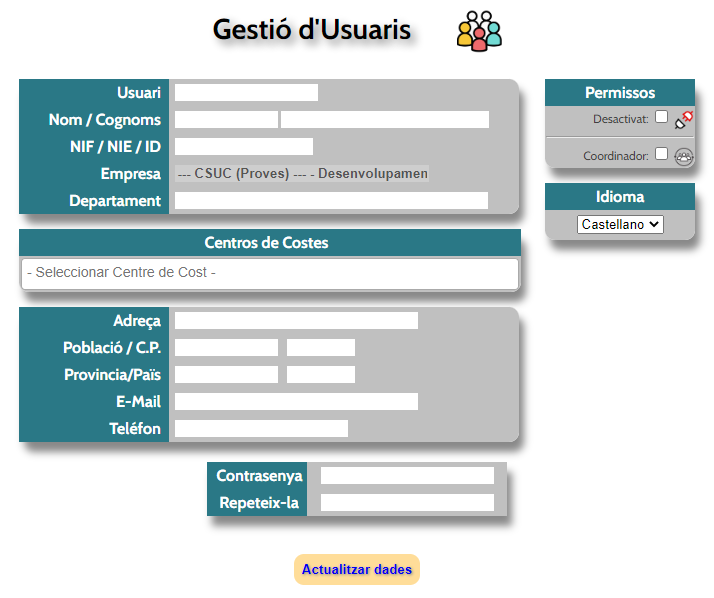 Gestió d'Usuaris
Usuari
Nom / Cognoms
NIF / NIE / ID
Empresa --- CSUC (Proves) --- - Desenvolupamen
Departament
Permissos
Desactivat:
Coordinador:
Idioma
Castellano
Centros de Costes
- Seleccionar Centre de Cost -
Adreça
Població / C.P.
Provincia/Països
E-Mail
Teléfon
Contrasenya
Repeteix-la
Actualitzar dades